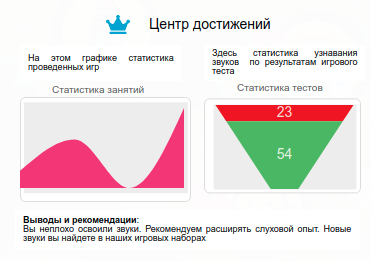 Центр достижений
На этом графике статистика
проведенных игр
Здесь статистика узнавания
звуков по результатам игрового
теста
Статистика занятий
Статистика тестов
23
54
Выводы и рекомендации:
Вы неплохо освоили звуки. Рекомендуем расширять слуховой опыт. Новые
звуки вы найдете в наших игровых наборах